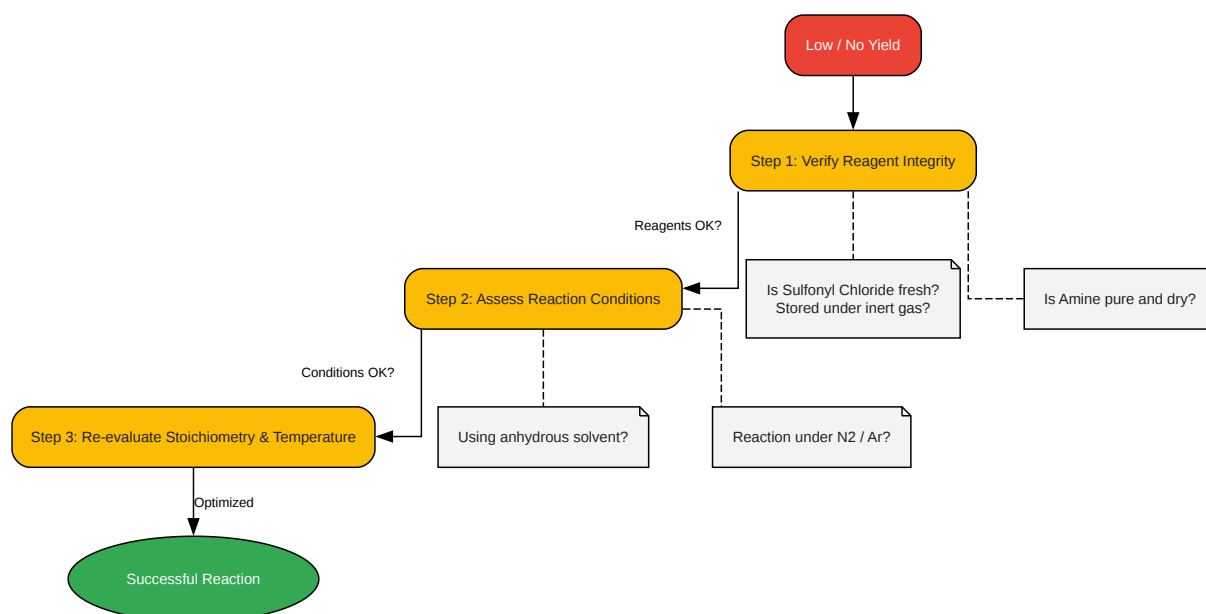 Low / No Yield
Step 1: Verify Reagent Integrity
Reagents OK?
Step 2: Assess Reaction Conditions
Is Sulfonyl Chloride fresh?
Stored under inert gas?
Is Amine pure and dry?
Conditions OK?
Step 3: Re-evaluate Stoichiometry & Temperature
Using anhydrous solvent?
Reaction under N2 / Ar?
Optimized
Successful Reaction